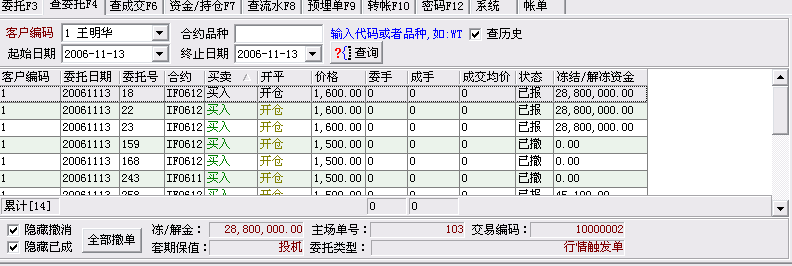 委托F3 查委托F4 查成交F6 资金/持仓F7 查流水F8 预埋单F9 转帐F10 密码F12 系统 帐单
客户编码 1 王明华 合约品种 输入代码或者品种,如:WT 查历史
起始日期 2006-11-13 终止日期 2006-11-13 查询
客户编码 委托日期 委托号 合约 买卖 开平 价格 委手 成手 成交均价 状态 冻结/解冻资金
1 20061113 18 IF0612 买入 开仓 1,600.00 0 0 0 已报 28,800,000.00
1 20061113 22 IF0612 买入 开仓 1,600.00 0 0 0 已报 28,800,000.00
1 20061113 23 IF0612 买入 开仓 1,600.00 0 0 0 已报 28,800,000.00
1 20061113 159 IF0612 买入 开仓 1,500.00 0 0 0 已撤 0.00
1 20061113 168 IF0612 买入 开仓 1,500.00 0 0 0 已撤 0.00
1 20061113 243 IF0611 买入 开仓 1,500.00 0 0 0 已撤 0.00
1 20061113 258 IF0612 买入 开仓 1,500.00 0 0 0 已报 45,100.00
累计[14] 0 0
隐藏撤消 全部撤单 冻/解金: 28,800,000.00 主场单号: 103 交易编码: 10000002
隐藏已成 套期保值: 投机 委托类型: 行情触发单